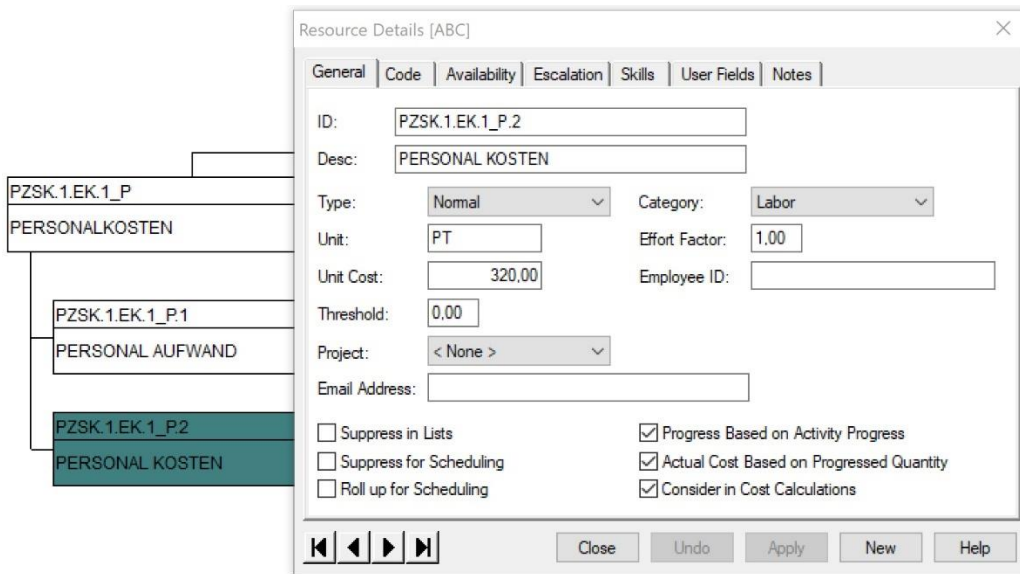 PZSK.1.EK.1_P
PERSONALKOSTEN
PZSK.1.EK.1_P.1
PERSONAL AUFWAND
PZSK.1.EK.1_P.2
PERSONAL KOSTEN
Resource Details [ABC]
General Code Availability Escalation Skills User Fields Notes
ID: PZSK.1.EK.1_P.2
Desc: PERSONAL KOSTEN
Type: Normal Category: Labor
Unit: PT Effort Factor: 1,00
Unit Cost: 320,00 Employee ID:
Threshold: 0,00
Project: < None >
Email Address:
Suppress in Lists Progress Based on Activity Progress
Suppress for Scheduling Actual Cost Based on Progressed Quantity
Roll up for Scheduling Consider in Cost Calculations
Close Undo Apply New Help